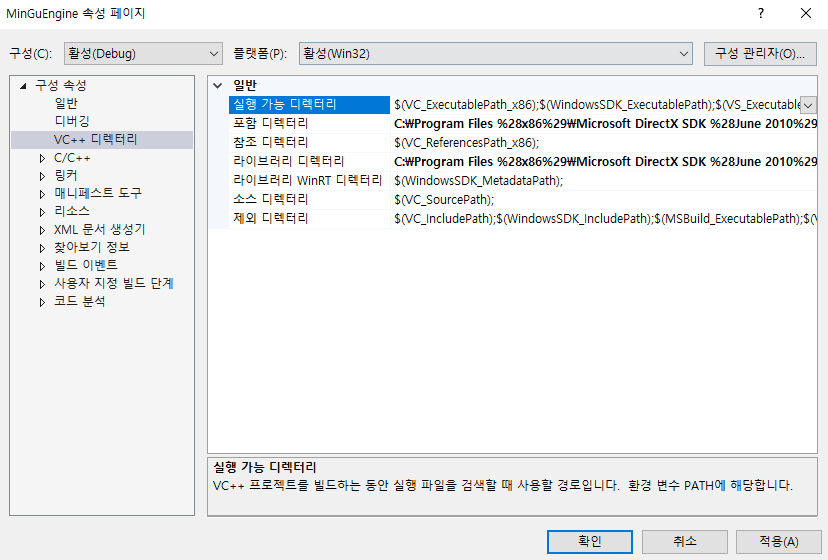 MinGuEngine 속성 페이지
? 
구성(C): 활성(Debug) 플랫폼(P): 활성(Win32) 구성 관리자(O)...
구성 속성
일반
디버깅
VC++ 디렉터리
C/C++
링커
매니페스트 도구
리소스
XML 문서 생성기
찾아보기 정보
빌드 이벤트
사용자 지정 빌드 단계
코드 분석
일반
실행 가능 디렉터리 $(VC_ExecutablePath_x86);$(WindowsSDK_ExecutablePath);$(VS_Executable
포함 디렉터리 C:₩Program Files %28x86%29₩Microsoft DirectX SDK %28June 2010%29
참조 디렉터리 $(VC_ReferencesPath_x86);
라이브러리 디렉터리 C:₩Program Files %28x86%29₩Microsoft DirectX SDK %28June 2010%29
라이브러리 WinRT 디렉터리 $(WindowsSDK_MetadataPath);
소스 디렉터리 $(VC_SourcePath);
제외 디렉터리 $(VC_IncludePath);$(WindowsSDK_IncludePath);$(MSBuild_ExecutablePath);$(V
실행 가능 디렉터리
VC++ 프로젝트를 빌드하는 동안 실행 파일을 검색할 때 사용할 경로입니다. 환경 변수 PATH에 해당합니다.
확인 취소 적용(A)